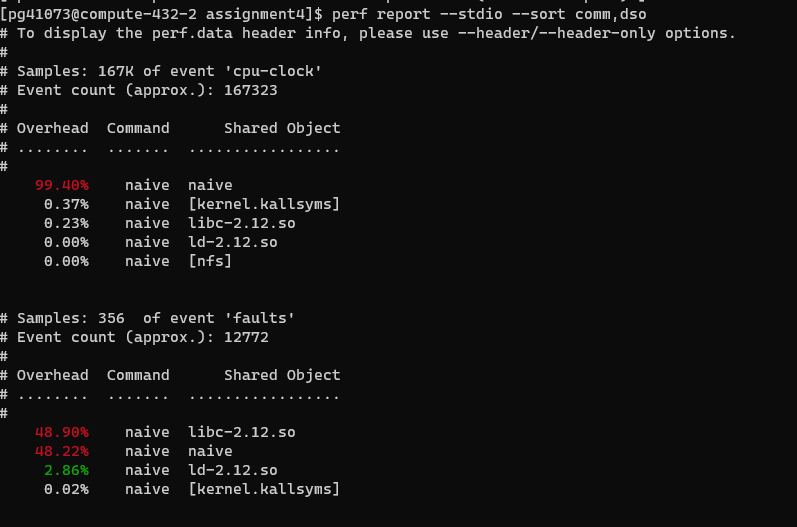 [pg41073@compute-432-2 assignment4]$ perf report --stdio --sort comm,dso
# To display the perf.data header info, please use --header/--header-only options.
#
# Samples: 167K of event 'cpu-clock'
# Event count (approx.): 167323
#
# Overhead  Command      Shared Object
# ........  .......  .................
#
    99.40%    naive  naive
     0.37%    naive  [kernel.kallsyms]
     0.23%    naive  libc-2.12.so
     0.00%    naive  ld-2.12.so
     0.00%    naive  [nfs]

# Samples: 356  of event 'faults'
# Event count (approx.): 12772
#
# Overhead  Command      Shared Object
# ........  .......  .................
#
    48.90%    naive  libc-2.12.so
    48.22%    naive  naive
     2.86%    naive  ld-2.12.so
     0.02%    naive  [kernel.kallsyms]